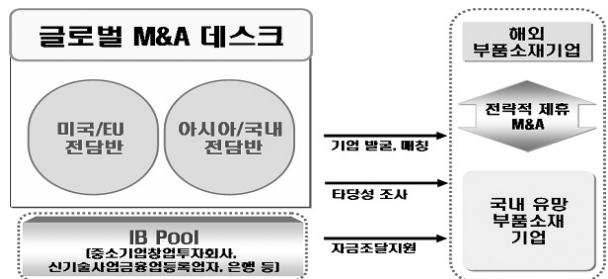 글로벌 M&A 데스크
미국/EU
전담반
아시아/국내
전담반
IB Pool
(중소기업창업투자회사,
신기술사업금융업등록업자, 은행 등)
기업 발굴, 매칭
타당성 조사
자금조달지원
해외
부품소재기업
전략적 제휴
M&A
국내 유망
부품소재
기업